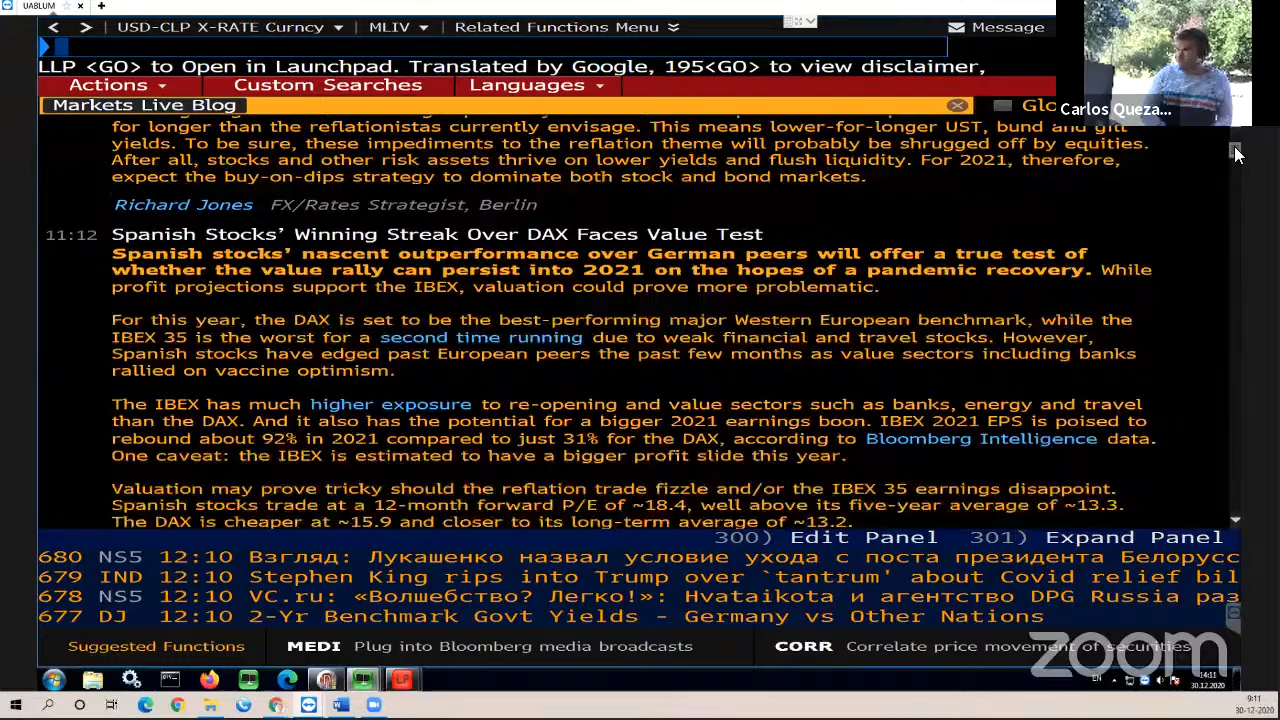 UABLUM
USD-CLP X-RATE Curncy MLIV Related Functions Menu Message
LLP <GO> to Open in Launchpad. Translated by Google, 195<GO> to view disclaimer,
Actions Custom Searches Languages
Markets Live Blog Glo
Carlos Queza...
for longer than the reflationistas currently envisage. This means lower-for-longer UST, bund and gilt
yields. To be sure, these impediments to the reflation theme will probably be shrugged off by equities.
After all, stocks and other risk assets thrive on lower yields and flush liquidity. For 2021, therefore,
expect the buy-on-dips strategy to dominate both stock and bond markets.
Richard Jones FX/Rates Strategist, Berlin
11:12 Spanish Stocks' Winning Streak Over DAX Faces Value Test
Spanish stocks' nascent outperformance over German peers will offer a true test of
whether the value rally can persist into 2021 on the hopes of a pandemic recovery. While
profit projections support the IBEX, valuation could prove more problematic.
For this year, the DAX is set to be the best-performing major Western European benchmark, while the
IBEX 35 is the worst for a second time running due to weak financial and travel stocks. However,
Spanish stocks have edged past European peers the past few months as value sectors including banks
rallied on vaccine optimism.
The IBEX has much higher exposure to re-opening and value sectors such as banks, energy and travel
than the DAX. And it also has the potential for a bigger 2021 earnings boon. IBEX 2021 EPS is poised to
rebound about 92% in 2021 compared to just 31% for the DAX, according to Bloomberg Intelligence data.
One caveat: the IBEX is estimated to have a bigger profit slide this year.
Valuation may prove tricky should the reflation trade fizzle and/or the IBEX 35 earnings disappoint.
Spanish stocks trade at a 12-month forward P/E of ~18.4, well above its five-year average of ~13.3.
The DAX is cheaper at ~15.9 and closer to its long-term average of ~13.2.
300) Edit Panel 301) Expand Panel
680 NS5 12:10 Взгляд: Лукашенко назвал условие ухода с поста президента Белорусс
679 IND 12:10 Stephen King rips into Trump over `tantrum' about Covid relief bil
678 NS5 12:10 VC.ru: «Волшебство? Легко!»: Hvataikota и агентство DPG Russia раз
677 DJ 12:10 2-Yr Benchmark Govt Yields - Germany vs Other Nations
Suggested Functions MEDI Plug into Bloomberg media broadcasts CORR Correlate price movement of securities
zoom
EN 14:11
30.12.2020
9:11
30-12-2020